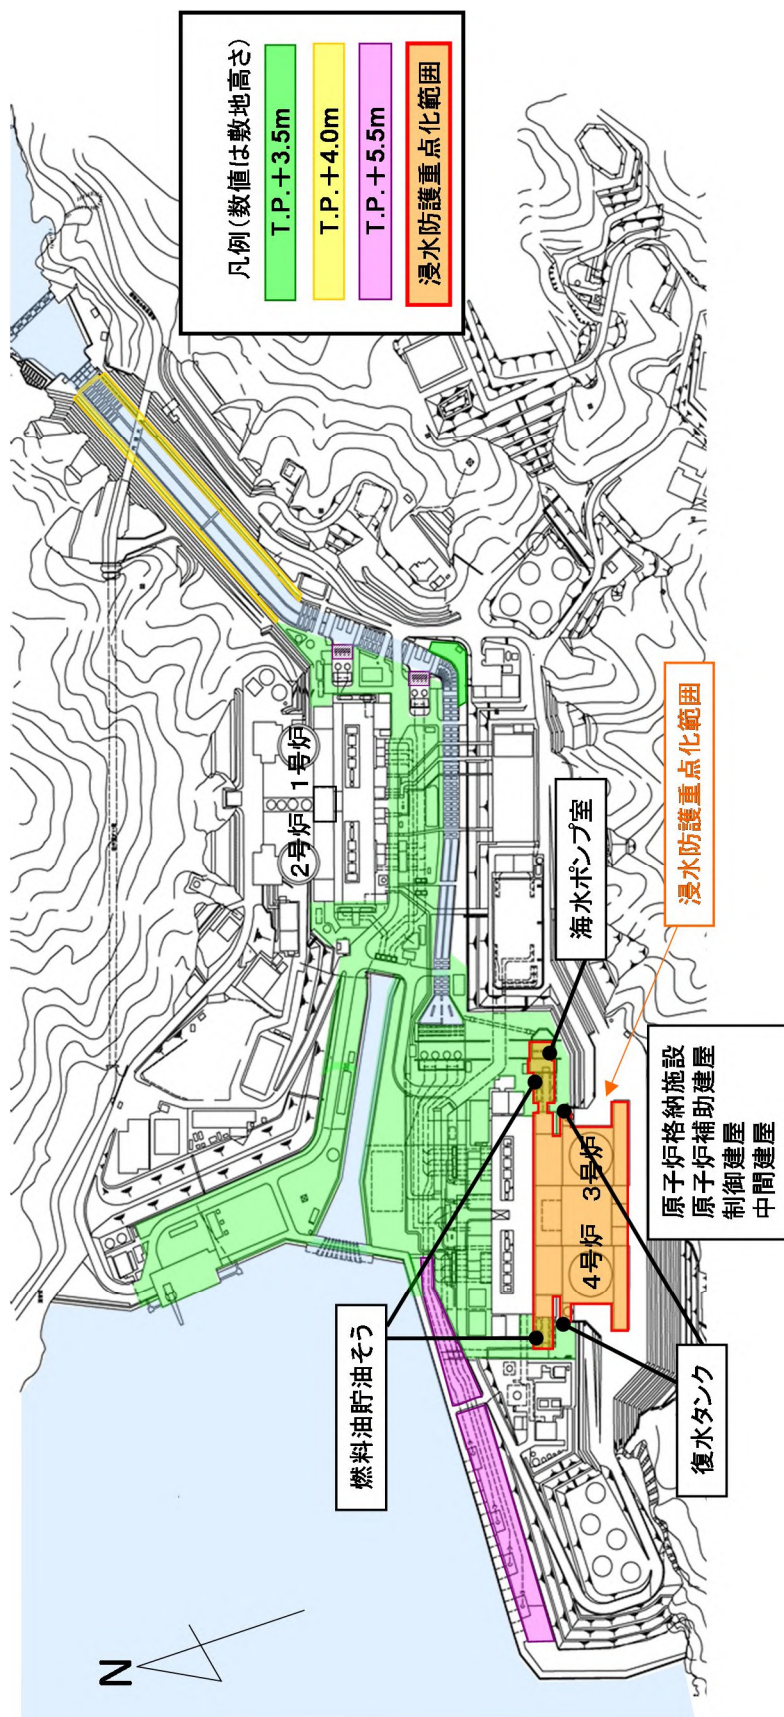 凡例(数値は敷地高さ)
T.P.+3.5m
T.P.+4.0m
T.P.+5.5m
浸水防護重点化範囲
N
2号炉
1号炉
燃料油貯油そう
海水ポンプ室
浸水防護重点化範囲
4号炉
3号炉
復水タンク
原子炉格納施設
原子炉補助建屋
制御建屋
中間建屋